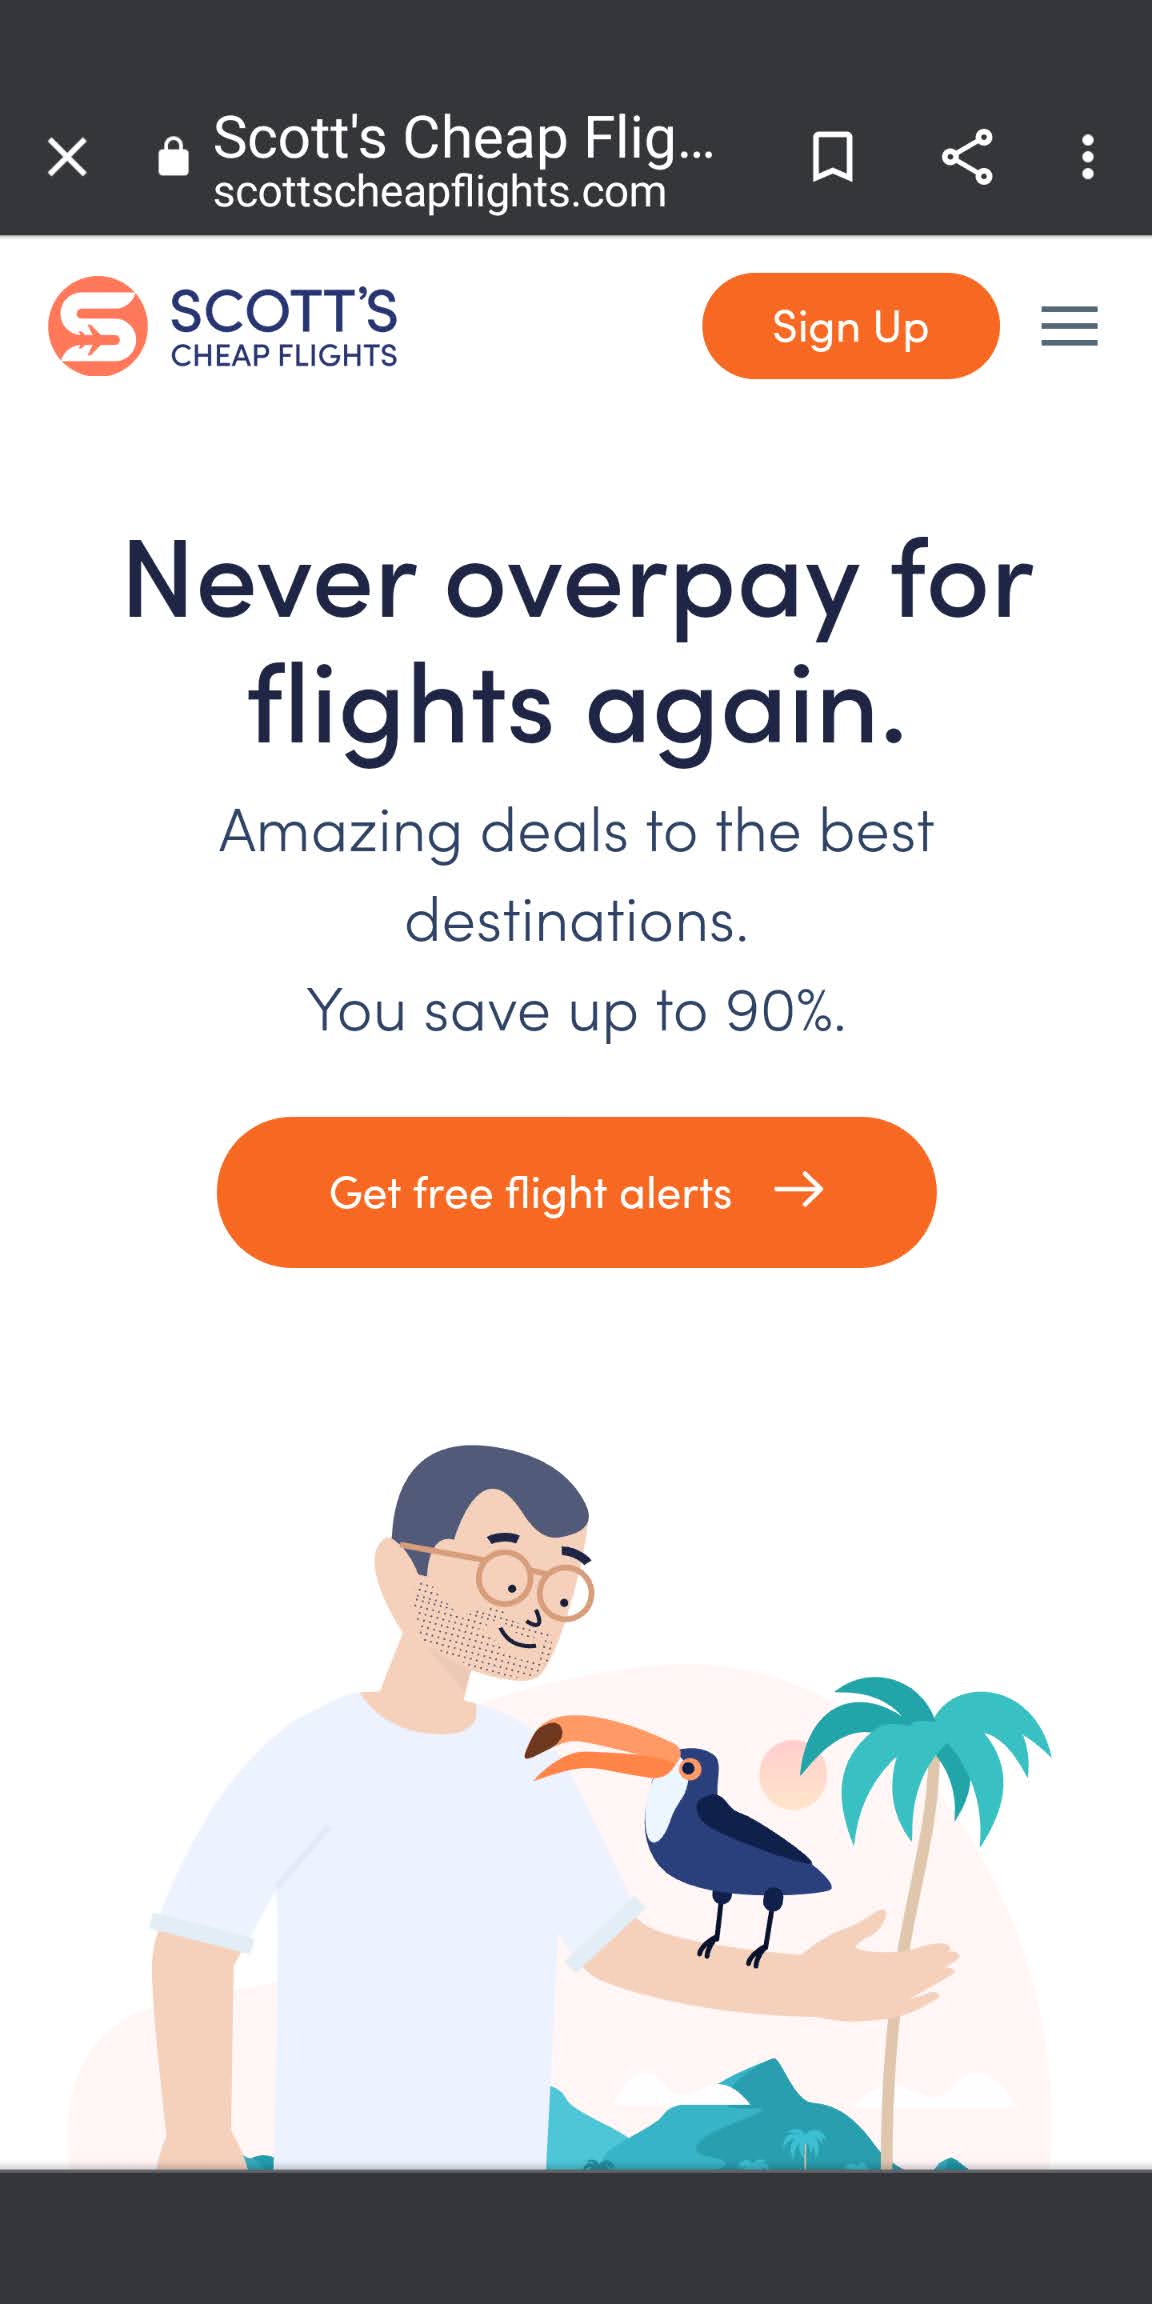 Scott's Cheap Flig...
scottscheapflights.com
SCOTT'S
CHEAP FLIGHTS
Sign Up
Never overpay for
flights again.
Amazing deals to the best
destinations.
You save up to 90%.
Get free flight alerts →